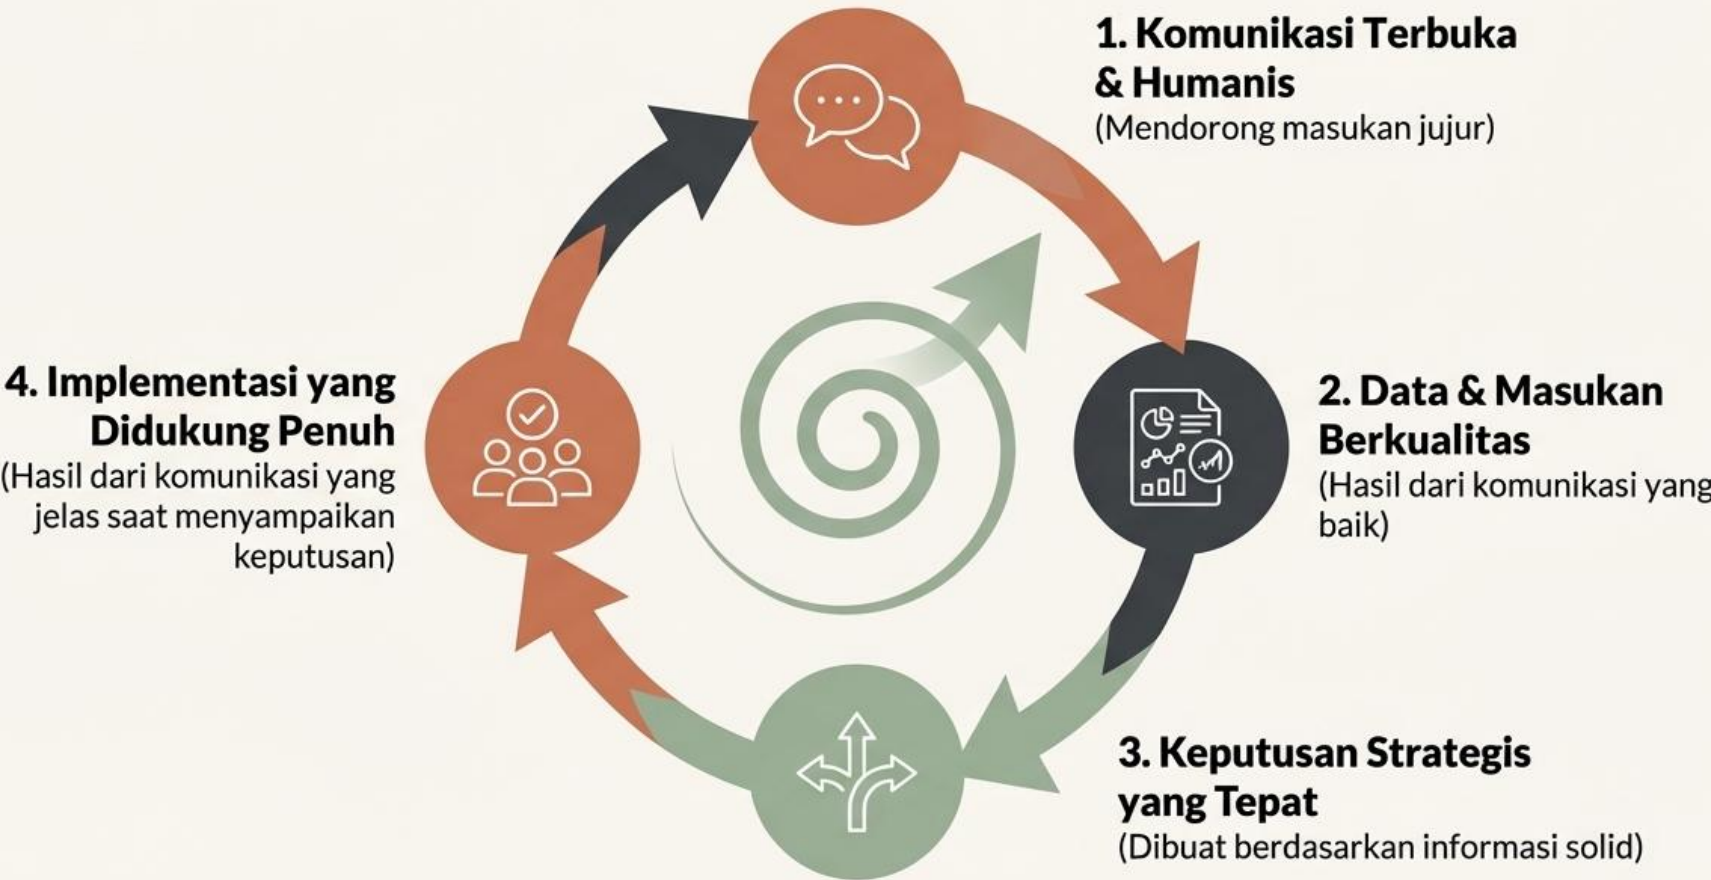 1. Komunikasi Terbuka
& Humanis
(Mendorong masukan jujur)
2. Data & Masukan
Berkualitas
(Hasil dari komunikasi yang
baik)
3. Keputusan Strategis
yang Tepat
(Dibuat berdasarkan informasi solid)
4. Implementasi yang
Didukung Penuh
(Hasil dari komunikasi yang
jelas saat menyampaikan
keputusan)